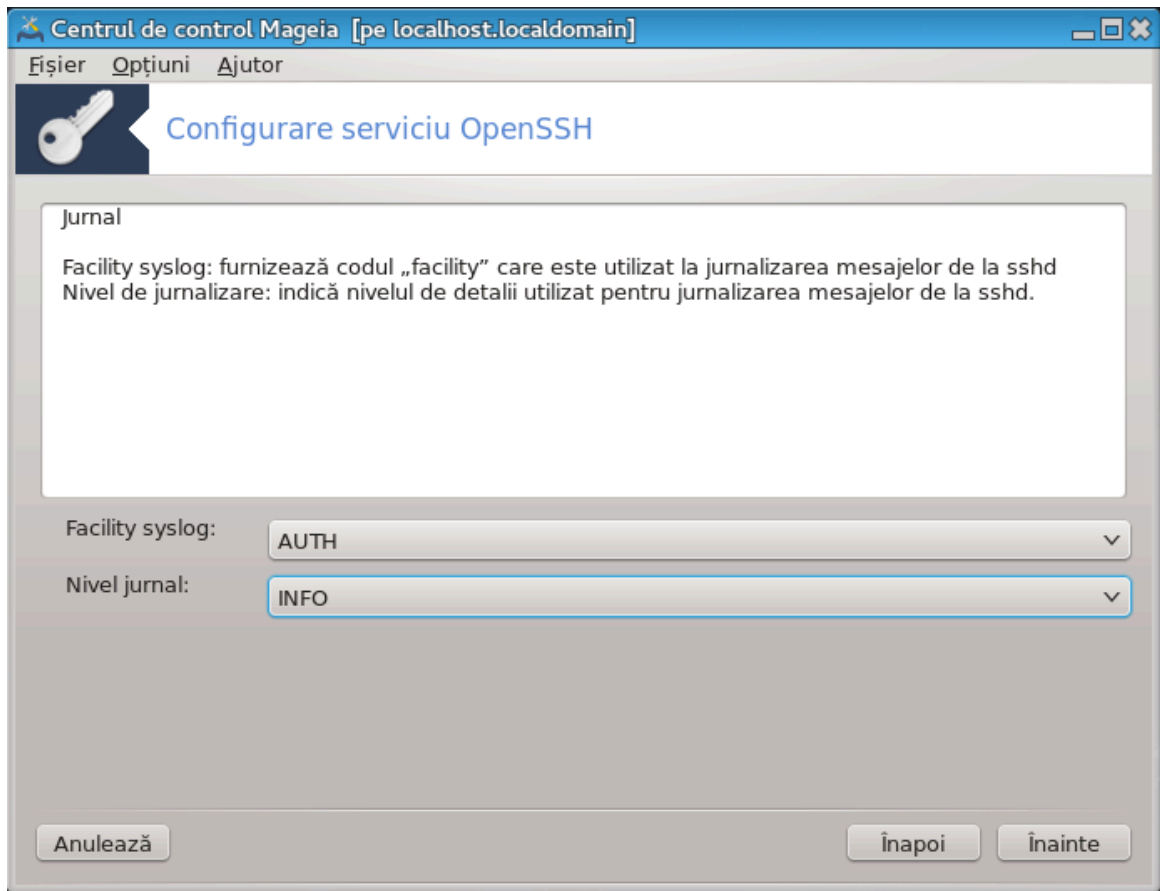 Centrul de control Mageia [pe localhost.localdomain]
Fișier Opțiuni Ajutor
Configurare serviciu OpenSSH
Jurnal
Facility syslog: furnizează codul „facility” care este utilizat la jurnalizarea mesajelor de la sshd
Nivel de jurnalizare: indică nivelul de detalii utilizat pentru jurnalizarea mesajelor de la sshd.
Facility syslog: AUTH
Nivel jurnal: INFO
Anulează Înapoi Înainte